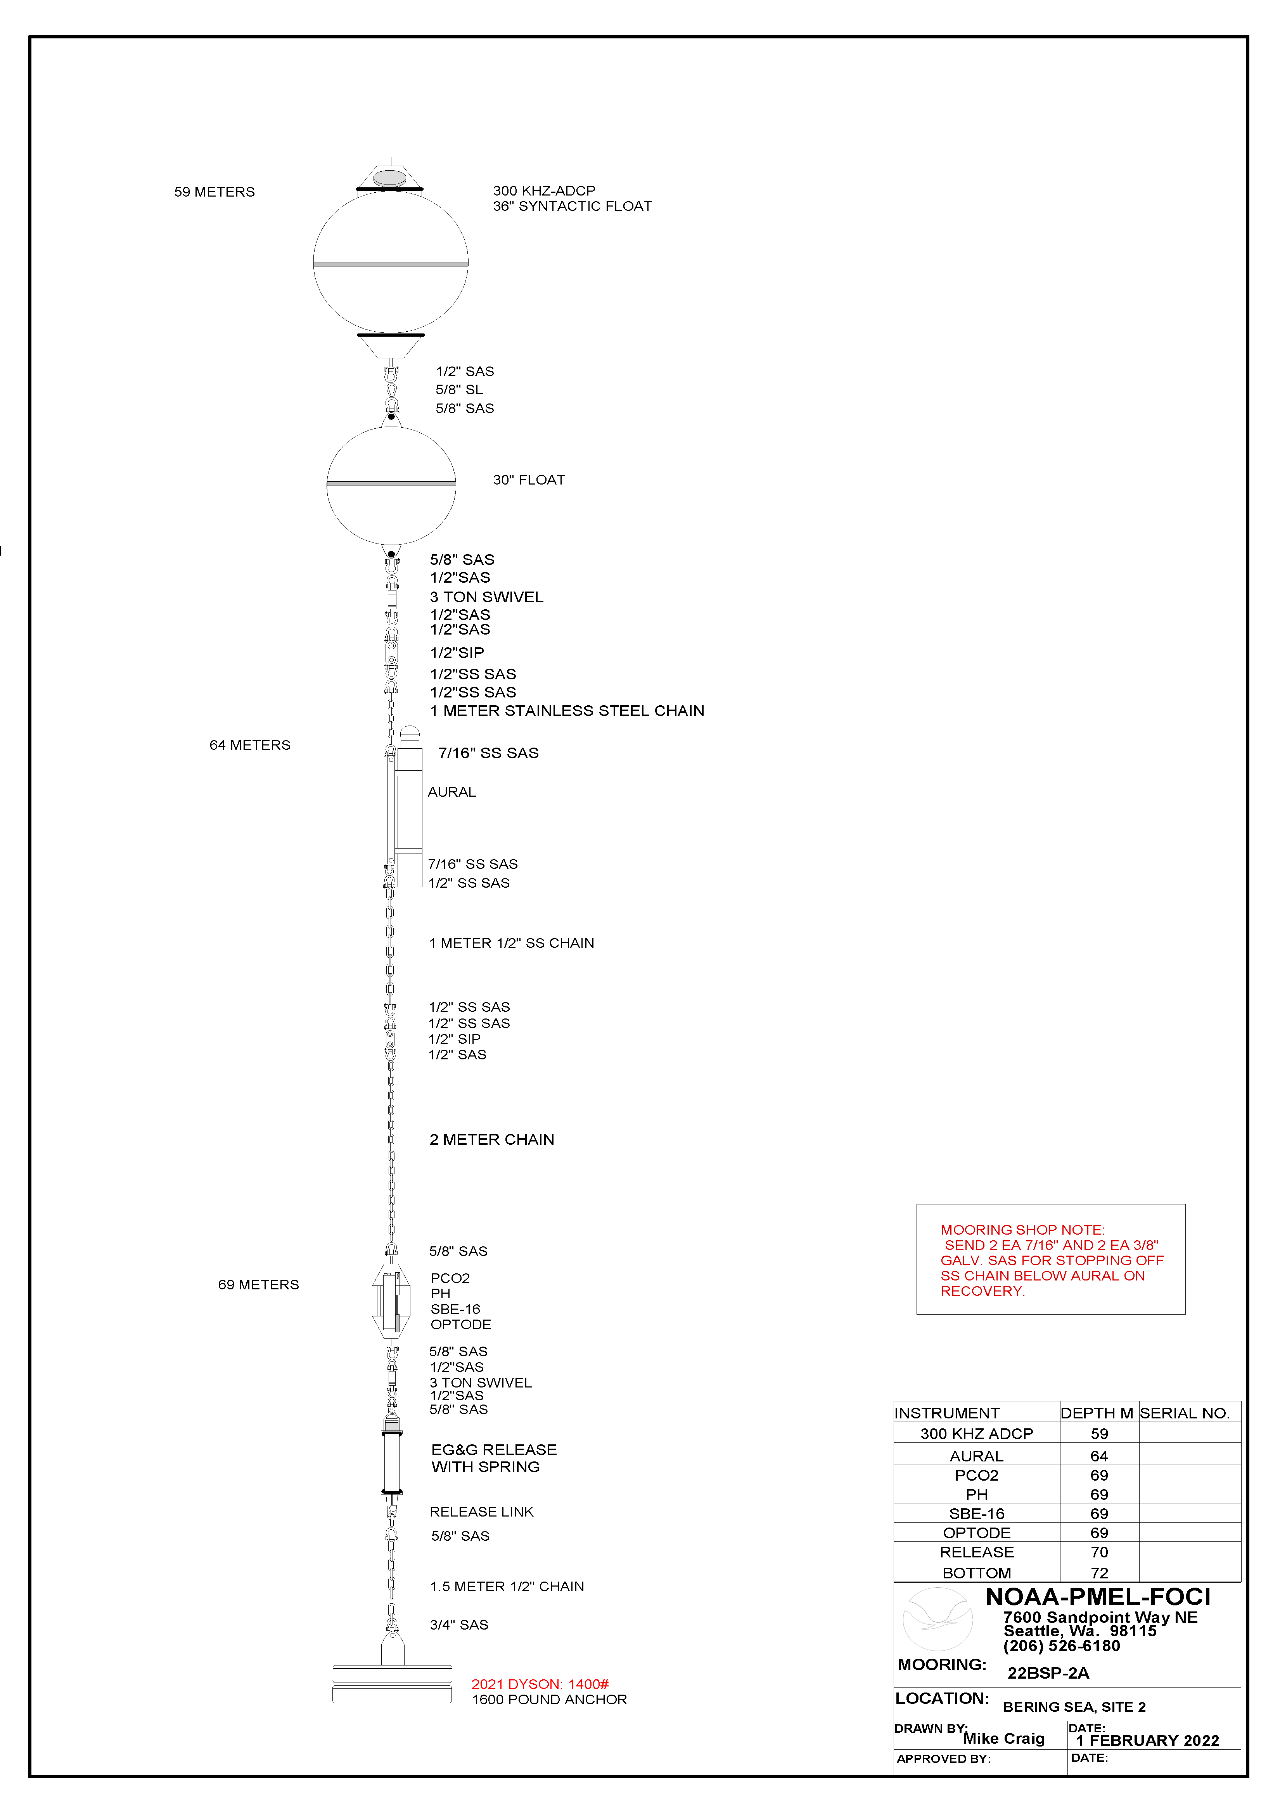 59 METERS
300 KHZ-ADCP
36" SYNTACTIC FLOAT
1/2" SAS
5/8" SL
5/8" SAS
30" FLOAT
5/8" SAS
1/2"SAS
3 TON SWIVEL
1/2"SAS
1/2"SAS
1/2"SIP
1/2"SS SAS
1/2"SS SAS
1 METER STAINLESS STEEL CHAIN
64 METERS
7/16" SS SAS
AURAL
7/16" SS SAS
1/2" SS SAS
1 METER 1/2" SS CHAIN
1/2" SS SAS
1/2" SS SAS
1/2" SIP
1/2" SAS
2 METER CHAIN
5/8" SAS
69 METERS
PCO2
PH
SBE-16
OPTODE
5/8" SAS
1/2"SAS
3 TON SWIVEL
1/2"SAS
5/8" SAS
EG&G RELEASE
WITH SPRING
RELEASE LINK
5/8" SAS
1.5 METER 1/2" CHAIN
3/4" SAS
2021 DYSON: 1400#
1600 POUND ANCHOR
MOORING SHOP NOTE:
SEND 2 EA 7/16" AND 2 EA 3/8"
GALV. SAS FOR STOPPING OFF
SS CHAIN BELOW AURAL ON
RECOVERY.
INSTRUMENT DEPTH M SERIAL NO.
300 KHZ ADCP 59
AURAL 64
PCO2 69
PH 69
SBE-16 69
OPTODE 69
RELEASE 70
BOTTOM 72
NOAA-PMEL-FOCI
7600 Sandpoint Way NE
Seattle, Wa. 98115
(206) 526-6180
MOORING: 22BSP-2A
LOCATION: BERING SEA, SITE 2
DRAWN BY: Mike Craig DATE: 1 FEBRUARY 2022
APPROVED BY: DATE: